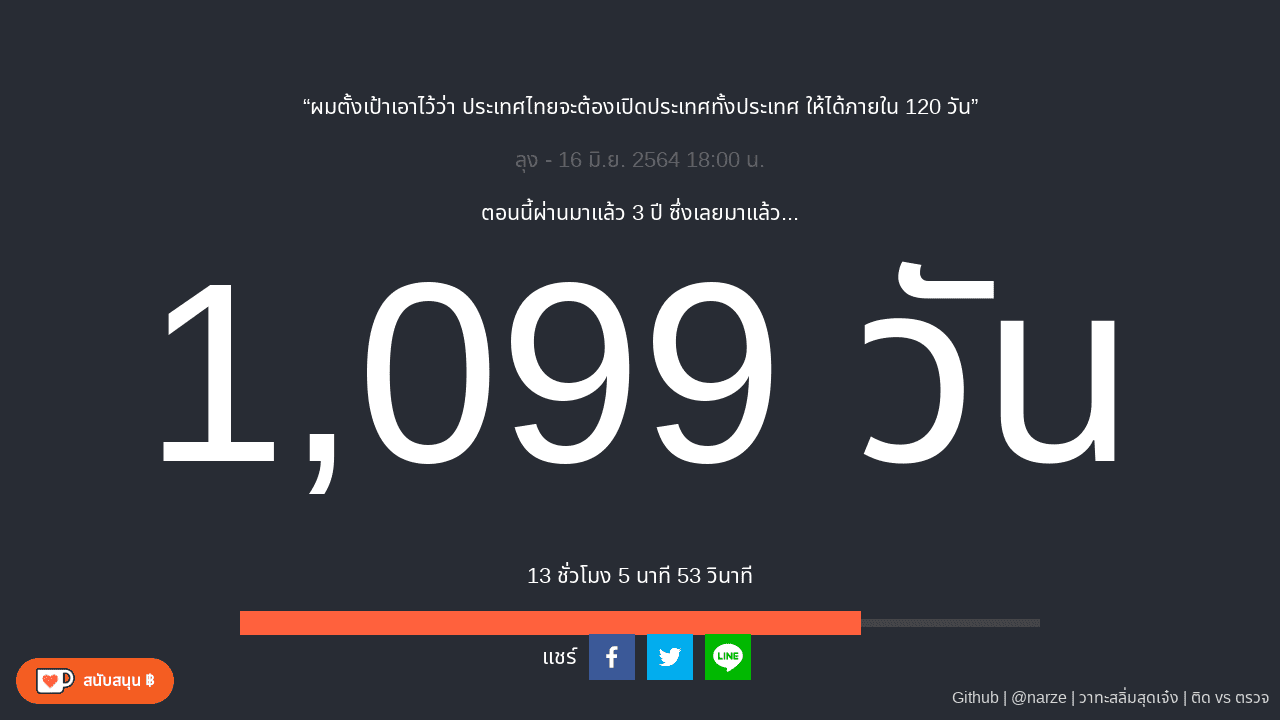 “ผมตั้งเป้าเอาไว้ว่า ประเทศไทยจะต้องเปิดประเทศทั้งประเทศ ให้ได้ภายใน 120 วัน”
ลุง - 16 มิ.ย. 2564 18:00 น.
ตอนนี้ผ่านมาแล้ว 3 ปี ซึ่งเลยมาแล้ว...
1,099 วัน
13 ชั่วโมง 5 นาที 53 วินาที
แชร์ LINE
สนับสนุน ฿
Github | @narze | วาทะสลิ่มสุดเจ๋ง | ติด vs ตรวจ